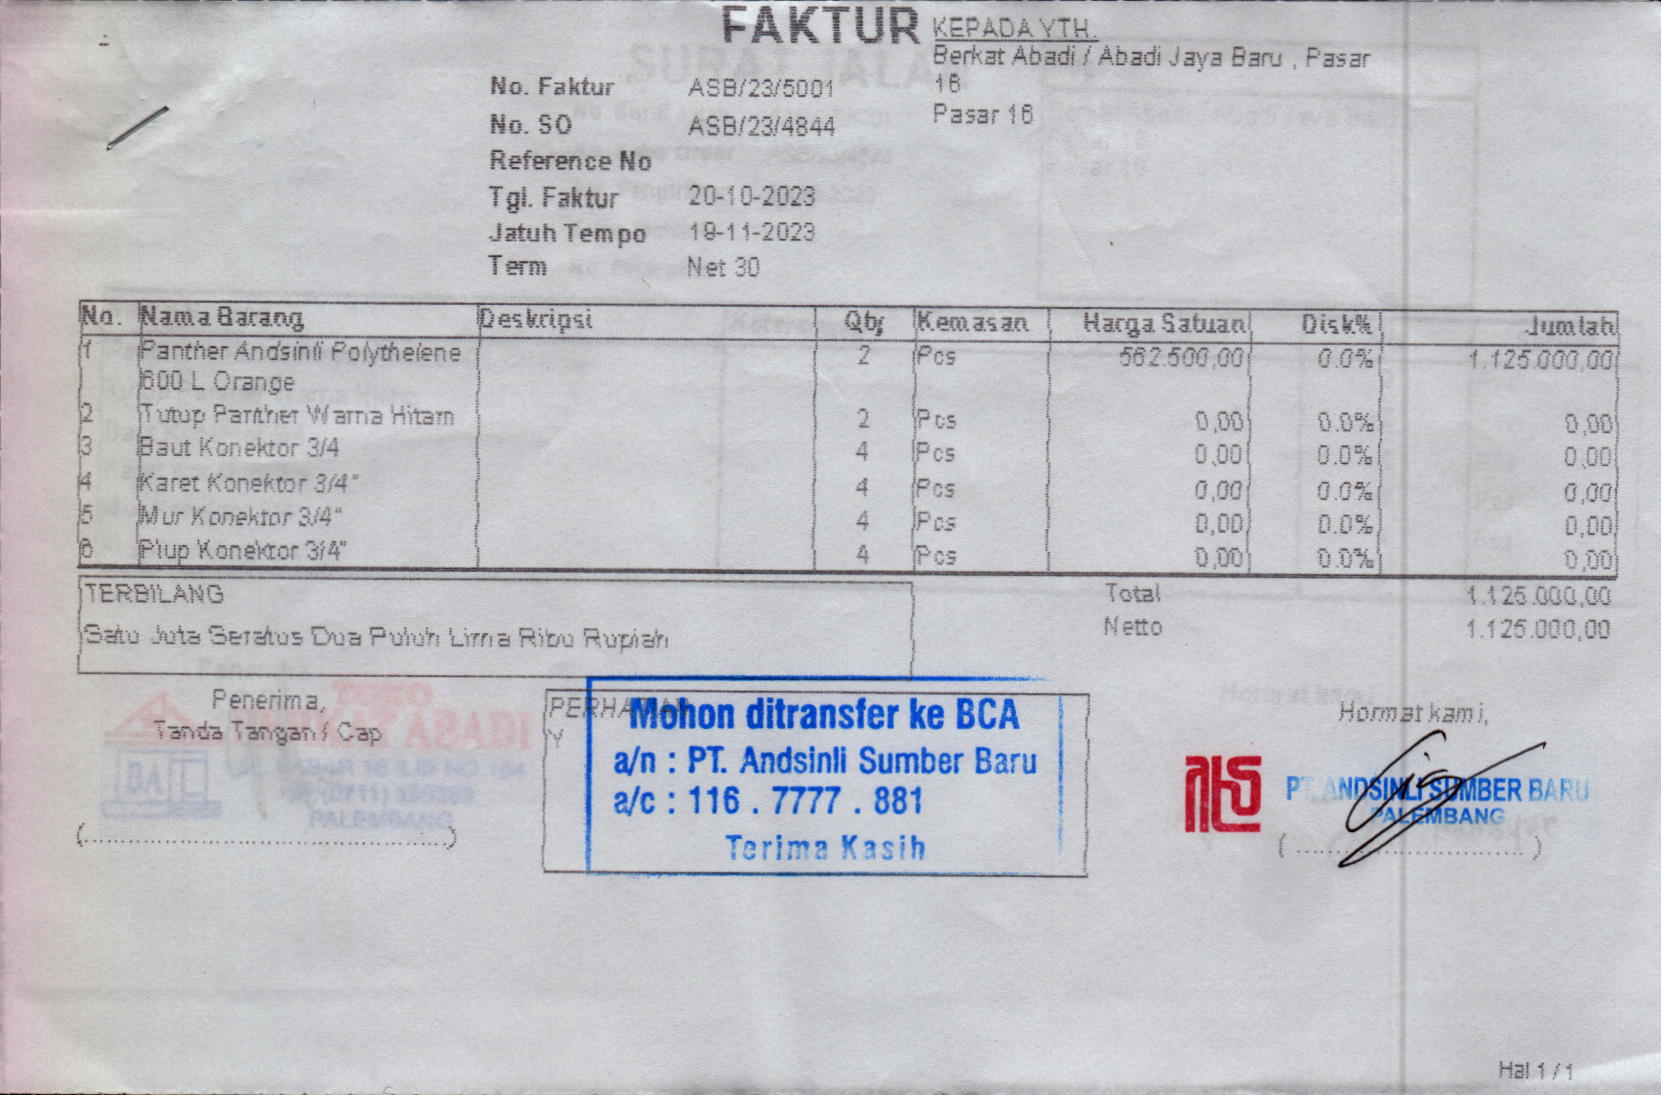 FAKTUR
KEPADA YTH.
Berkat Abadi / Abadi Jaya Baru , Pasar
16
Pasar 16
No. Faktur ASB/23/5001
No. SO ASB/23/4844
Reference No
Tgl. Faktur 20-10-2023
Jatuh Tempo 19-11-2023
Term Net 30
No. Nama Barang Deskripsi Qty Kemasan Harga Satuan Disk% Jumlah
1 Panther Andsinli Polythelene 2 Pcs 562.500,00 0.0% 1.125.000,00
600 L Orange
2 Tutup Panther Warna Hitam 2 Pcs 0,00 0.0% 0,00
3 Baut Konektor 3/4 4 Pcs 0,00 0.0% 0,00
4 Karet Konektor 3/4" 4 Pcs 0,00 0.0% 0,00
5 Mur Konektor 3/4" 4 Pcs 0,00 0.0% 0,00
6 Plup Konektor 3/4" 4 Pcs 0,00 0.0% 0,00
TERBILANG
Satu Juta Seratus Dua Puluh Lima Ribu Rupiah
Total 1.125.000,00
Netto 1.125.000,00
Penerima,
Tanda Tangan / Cap
PERHATIAN
Y
Mohon ditransfer ke BCA
a/n : PT. Andsinli Sumber Baru
a/c : 116 . 7777 . 881
Terima Kasih
Hormat kami,
PT. ANDSINLI SUMBER BARU
PALEMBANG
ABADI
BAJ
PALEMBANG
Hal 1 / 1